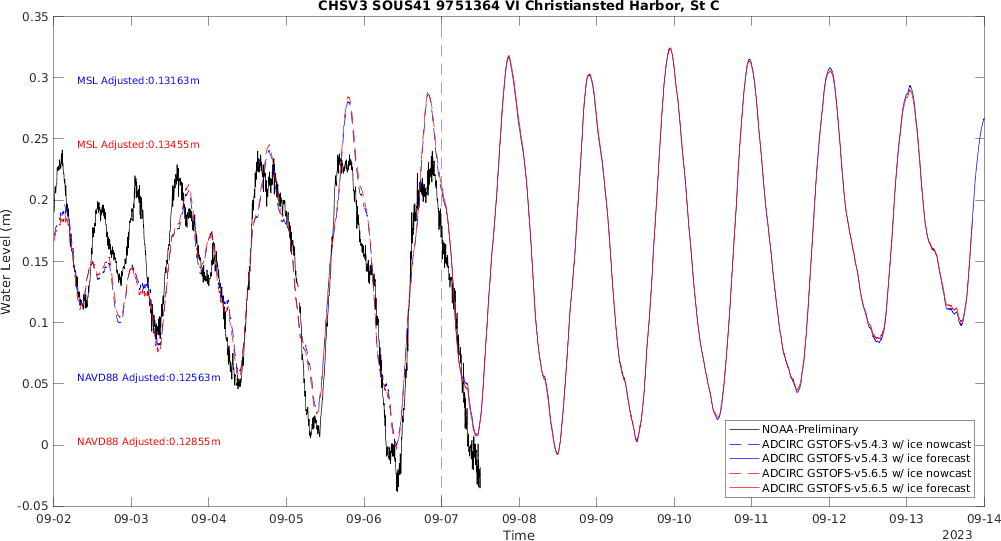 CHSV3 SOUS41 9751364 VI Christiansted Harbor, St C
0.35
0.3
0.25
0.2
0.15
0.1
0.05
0
-0.05
Water Level (m)
MSL Adjusted:0.13163m
MSL Adjusted:0.13455m
NAVD88 Adjusted:0.12563m
NAVD88 Adjusted:0.12855m
NOAA-Preliminary
ADCIRC GSTOFS-v5.4.3 w/ ice nowcast
ADCIRC GSTOFS-v5.4.3 w/ ice forecast
ADCIRC GSTOFS-v5.6.5 w/ ice nowcast
ADCIRC GSTOFS-v5.6.5 w/ ice forecast
09-02 09-03 09-04 09-05 09-06 09-07 09-08 09-09 09-10 09-11 09-12 09-13 09-14
Time
2023